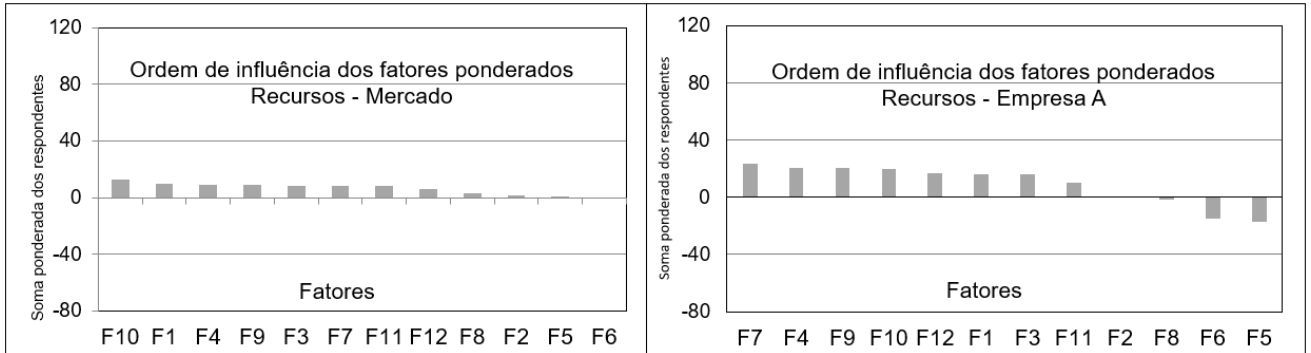 Soma ponderada dos respondentes
120
80
40
0
-40
-80
Ordem de influência dos fatores ponderados
Recursos - Mercado
Fatores
F10 F1 F4 F9 F3 F7 F11 F12 F8 F2 F5 F6
Soma ponderada dos respondentes
120
80
40
0
-40
-80
Ordem de influência dos fatores ponderados
Recursos - Empresa A
Fatores
F7 F4 F9 F10 F12 F1 F3 F11 F2 F8 F6 F5